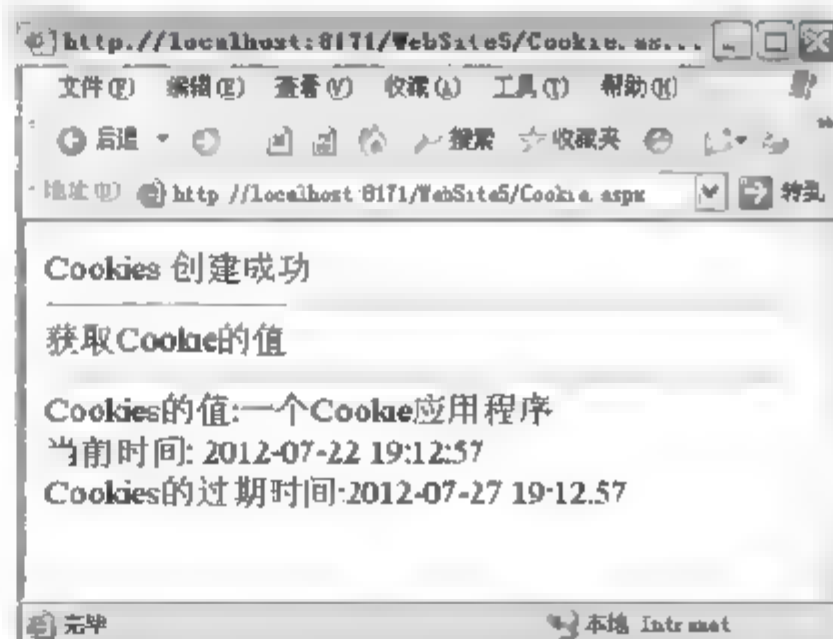 http://localhost:8171/WebSite5/Cookie.as...
文件(F) 编辑(E) 查看(V) 收藏(A) 工具(T) 帮助(H)
后退 搜索 收藏夹
地址(D) http://localhost:8171/WebSite5/Cookie.aspx 转到
Cookies 创建成功
获取Cookie的值
Cookies的值:一个Cookie应用程序
当前时间: 2012-07-22 19:12:57
Cookies的过期时间:2012-07-27 19:12:57
完毕 本地 Intranet